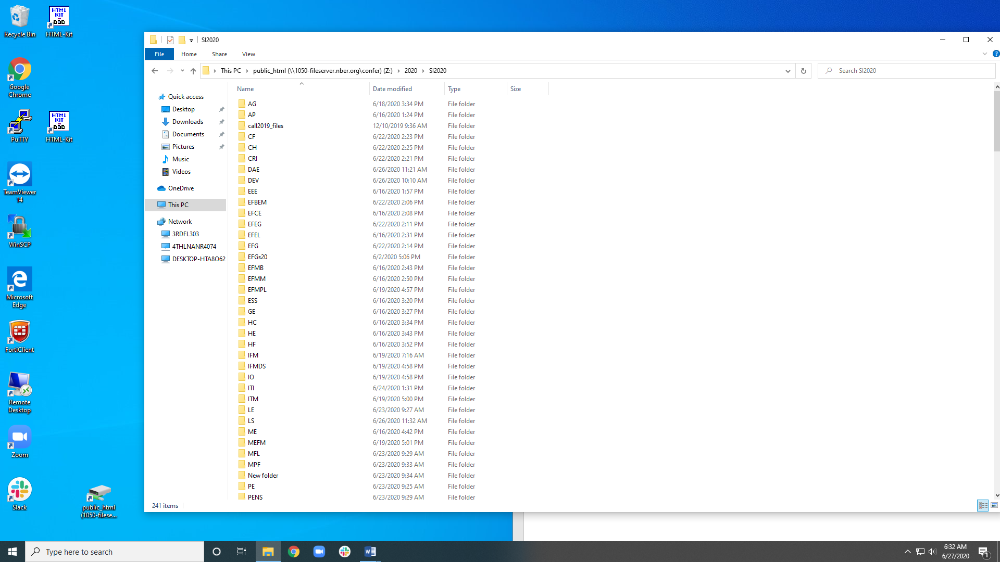 Recycle Bin
HTML-Kit
Google
Chrome
PuTTY
HTML-Kit
TeamViewer
14
WinSCP
Microsoft
Edge
FortiClient
Remote
Desktop
Zoom
Slack
public_html
(1050-filese...
SI2020
File Home Share View
This PC > public_html (\\1050-fileserver.nber.org\confer) (Z:) > 2020 > SI2020
Search SI2020
Quick access
Desktop
Downloads
Documents
Pictures
Music
Videos
OneDrive
This PC
Network
3RDFL303
4THLNANR4074
DESKTOP-HTA8O62
Name Date modified Type Size
AG 6/18/2020 3:34 PM File folder
AP 6/16/2020 1:24 PM File folder
call2019_files 12/10/2019 9:36 AM File folder
CF 6/22/2020 2:23 PM File folder
CH 6/22/2020 2:25 PM File folder
CRI 6/22/2020 2:21 PM File folder
DAE 6/26/2020 11:21 AM File folder
DEV 6/26/2020 10:10 AM File folder
EEE 6/16/2020 1:57 PM File folder
EFBEM 6/22/2020 2:06 PM File folder
EFCE 6/16/2020 2:08 PM File folder
EFEG 6/22/2020 2:11 PM File folder
EFEL 6/16/2020 2:31 PM File folder
EFG 6/22/2020 2:14 PM File folder
EFGs20 6/2/2020 5:06 PM File folder
EFMB 6/16/2020 2:43 PM File folder
EFMM 6/16/2020 2:50 PM File folder
EFMPL 6/19/2020 4:57 PM File folder
ESS 6/16/2020 3:20 PM File folder
GE 6/16/2020 3:27 PM File folder
HC 6/16/2020 3:34 PM File folder
HE 6/16/2020 3:43 PM File folder
HF 6/16/2020 3:52 PM File folder
IFM 6/19/2020 7:16 AM File folder
IFMDS 6/19/2020 4:58 PM File folder
IO 6/19/2020 4:58 PM File folder
ITI 6/24/2020 1:31 PM File folder
ITM 6/19/2020 5:00 PM File folder
LE 6/23/2020 9:27 AM File folder
LS 6/26/2020 11:32 AM File folder
ME 6/16/2020 4:42 PM File folder
MEFM 6/19/2020 5:01 PM File folder
MFL 6/23/2020 9:29 AM File folder
MPF 6/23/2020 9:33 AM File folder
New folder 6/23/2020 9:34 AM File folder
PE 6/23/2020 9:25 AM File folder
PENS 6/23/2020 9:29 AM File folder
241 items
Type here to search
6:32 AM
6/27/2020
1